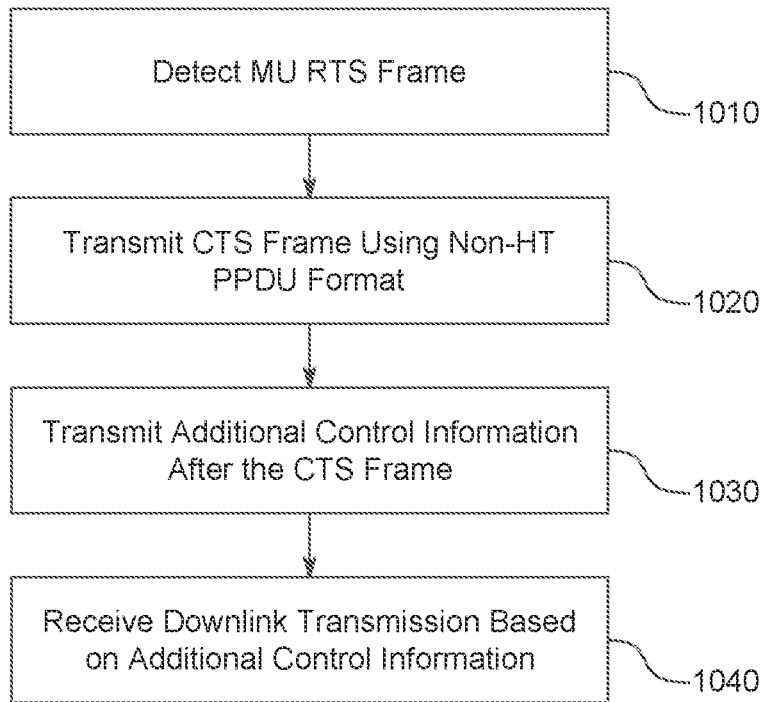 Detect MU RTS Frame
1010
Transmit CTS Frame Using Non-HT
PPDU Format
1020
Transmit Additional Control Information
After the CTS Frame
1030
Receive Downlink Transmission Based
on Additional Control Information
1040